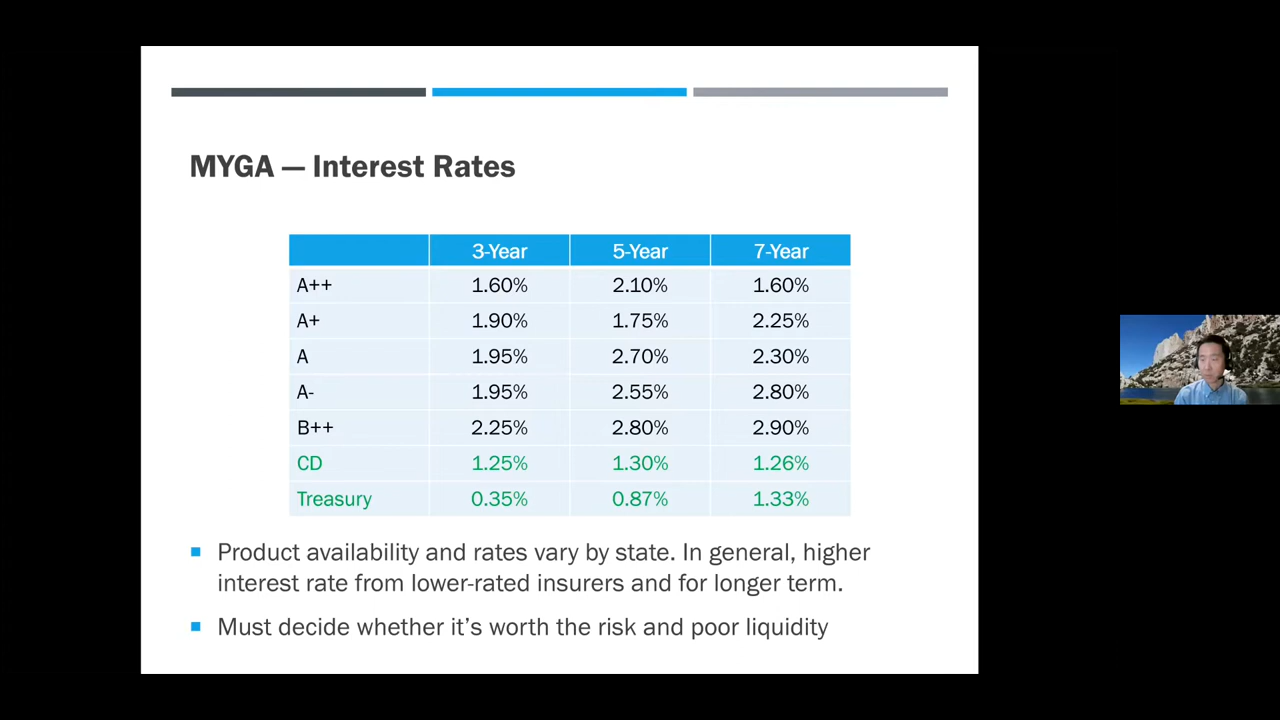 MYGA — Interest Rates
3-Year 5-Year 7-Year
A++ 1.60% 2.10% 1.60%
A+ 1.90% 1.75% 2.25%
A 1.95% 2.70% 2.30%
A- 1.95% 2.55% 2.80%
B++ 2.25% 2.80% 2.90%
CD 1.25% 1.30% 1.26%
Treasury 0.35% 0.87% 1.33%
Product availability and rates vary by state. In general, higher
interest rate from lower-rated insurers and for longer term.
Must decide whether it's worth the risk and poor liquidity